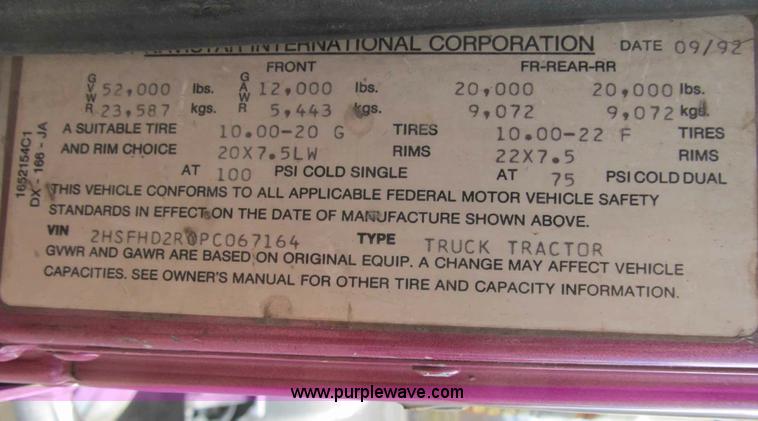 INTERNATIONAL CORPORATION DATE 09/92
FRONT FR-REAR-RR
GVWR 52,000 lbs. GAWR 12,000 lbs. 20,000 20,000 lbs.
23,587 kgs. 5,443 kgs. 9,072 9,072 kgs.
A SUITABLE TIRE 10.00-20 G TIRES 10.00-22 F TIRES
AND RIM CHOICE 20X7.5LW RIMS 22X7.5 RIMS
AT 100 PSI COLD SINGLE AT 75 PSI COLD DUAL
THIS VEHICLE CONFORMS TO ALL APPLICABLE FEDERAL MOTOR VEHICLE SAFETY
STANDARDS IN EFFECT ON THE DATE OF MANUFACTURE SHOWN ABOVE.
VIN 2HSFHD2R0PC067164 TYPE TRUCK TRACTOR
GVWR AND GAWR ARE BASED ON ORIGINAL EQUIP. A CHANGE MAY AFFECT VEHICLE
CAPACITIES. SEE OWNER'S MANUAL FOR OTHER TIRE AND CAPACITY INFORMATION.
1652154C1
DX - 166 - JA
www.purplewave.com